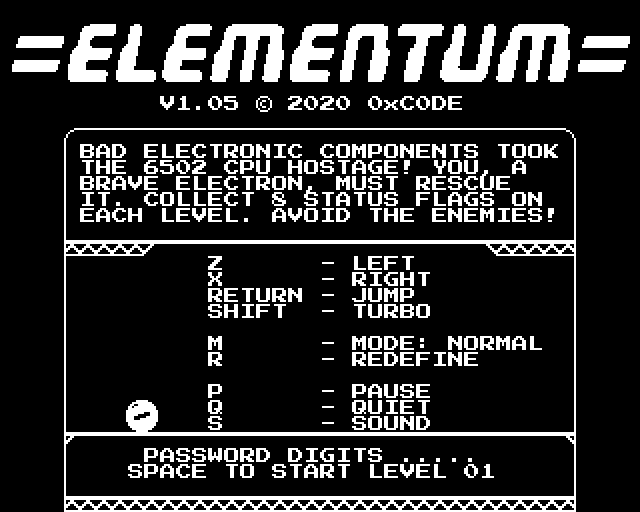 =ELEMENTUM=
V1.05 © 2020 0xC0DE
BAD ELECTRONIC COMPONENTS TOOK
THE 6502 CPU HOSTAGE! YOU, A
BRAVE ELECTRON, MUST RESCUE
IT. COLLECT 8 STATUS FLAGS ON
EACH LEVEL. AVOID THE ENEMIES!
Z - LEFT
X - RIGHT
RETURN - JUMP
SHIFT - TURBO
M - MODE: NORMAL
R - REDEFINE
P - PAUSE
Q - QUIET
S - SOUND
PASSWORD DIGITS .....
SPACE TO START LEVEL 01